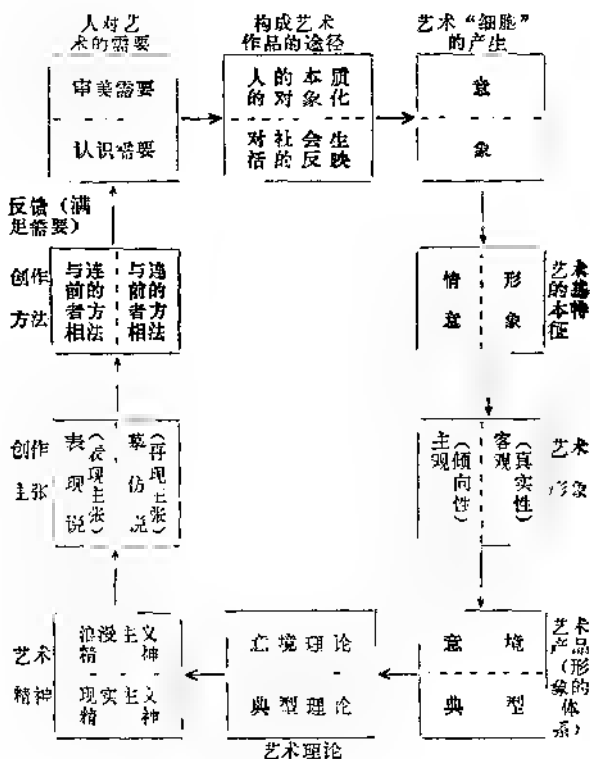 人对艺
术的需要
审美需要
认识需要
构成艺术
作品的途径
人的本质
的对象化
对社会生
活的反映
艺术“细胞”
的产生
意
象
反馈(满
足需要)
创作
方法
与前者相
连的方法
与前者相
连的方法
情意
形象
艺术
的基
本特
征
创作
主张
表现说
(表现主张)
摹仿说
(再现主张)
主观
(倾向性)
客观
(真实性)
艺术
形象
艺术
精神
浪漫主义
精神
现实主义
精神
意境理论
典型理论
艺术理论
意境
典型
艺术
产品
(形
象的
体
系)